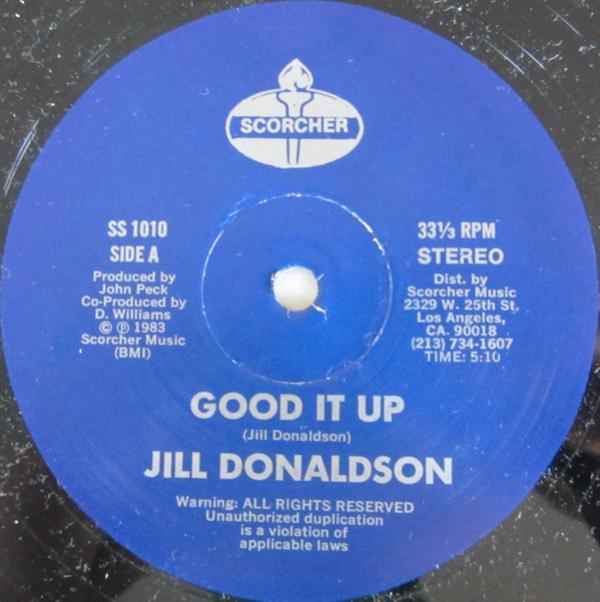 SCORCHER
SS 1010
SIDE A
Produced by
John Peck
Co-Produced by
D. Williams
© ℗ 1983
Scorcher Music
(BMI)
33⅓ RPM
STEREO
Dist. by
Scorcher Music
2329 W. 25th St.
Los Angeles,
CA. 90018
(213) 734-1607
TIME: 5:10
GOOD IT UP
(Jill Donaldson)
JILL DONALDSON
Warning: ALL RIGHTS RESERVED
Unauthorized duplication
is a violation of
applicable laws